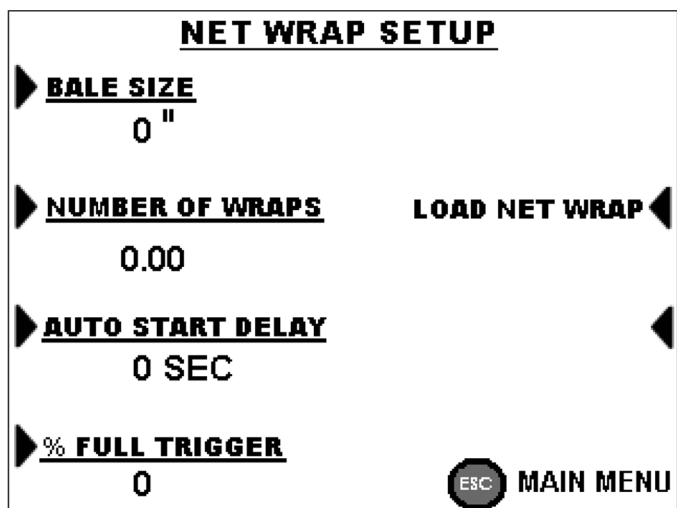 NET WRAP SETUP
BALE SIZE
0 "
NUMBER OF WRAPS
LOAD NET WRAP
0.00
AUTO START DELAY
0 SEC
% FULL TRIGGER
0
ESC MAIN MENU